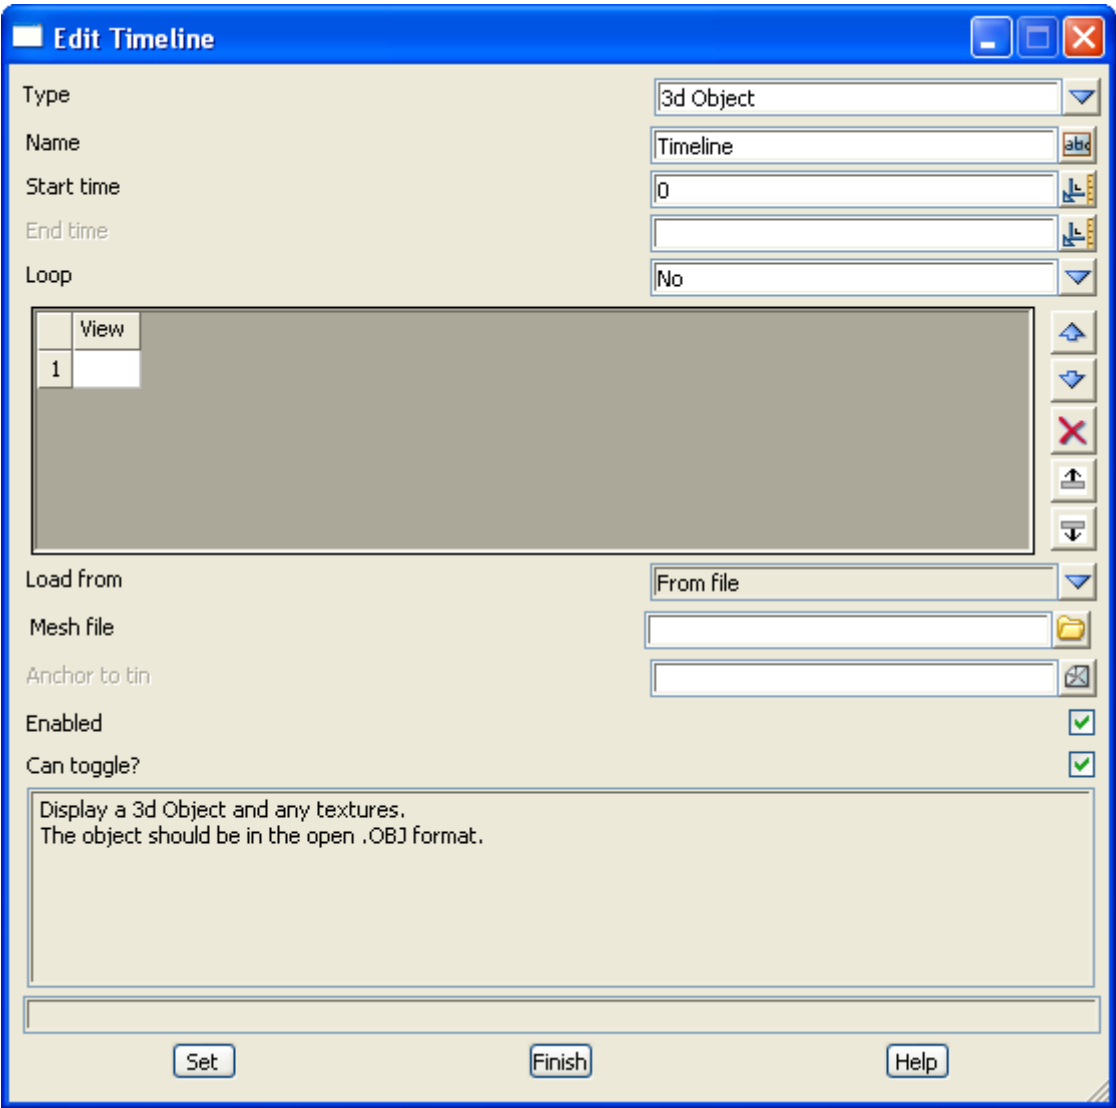 Edit Timeline
Type 3d Object
Name Timeline abc
Start time 0
End time
Loop No
View
1
Load from From file
Mesh file
Anchor to tin
Enabled
Can toggle?
Display a 3d Object and any textures.
The object should be in the open .OBJ format.
Set Finish Help